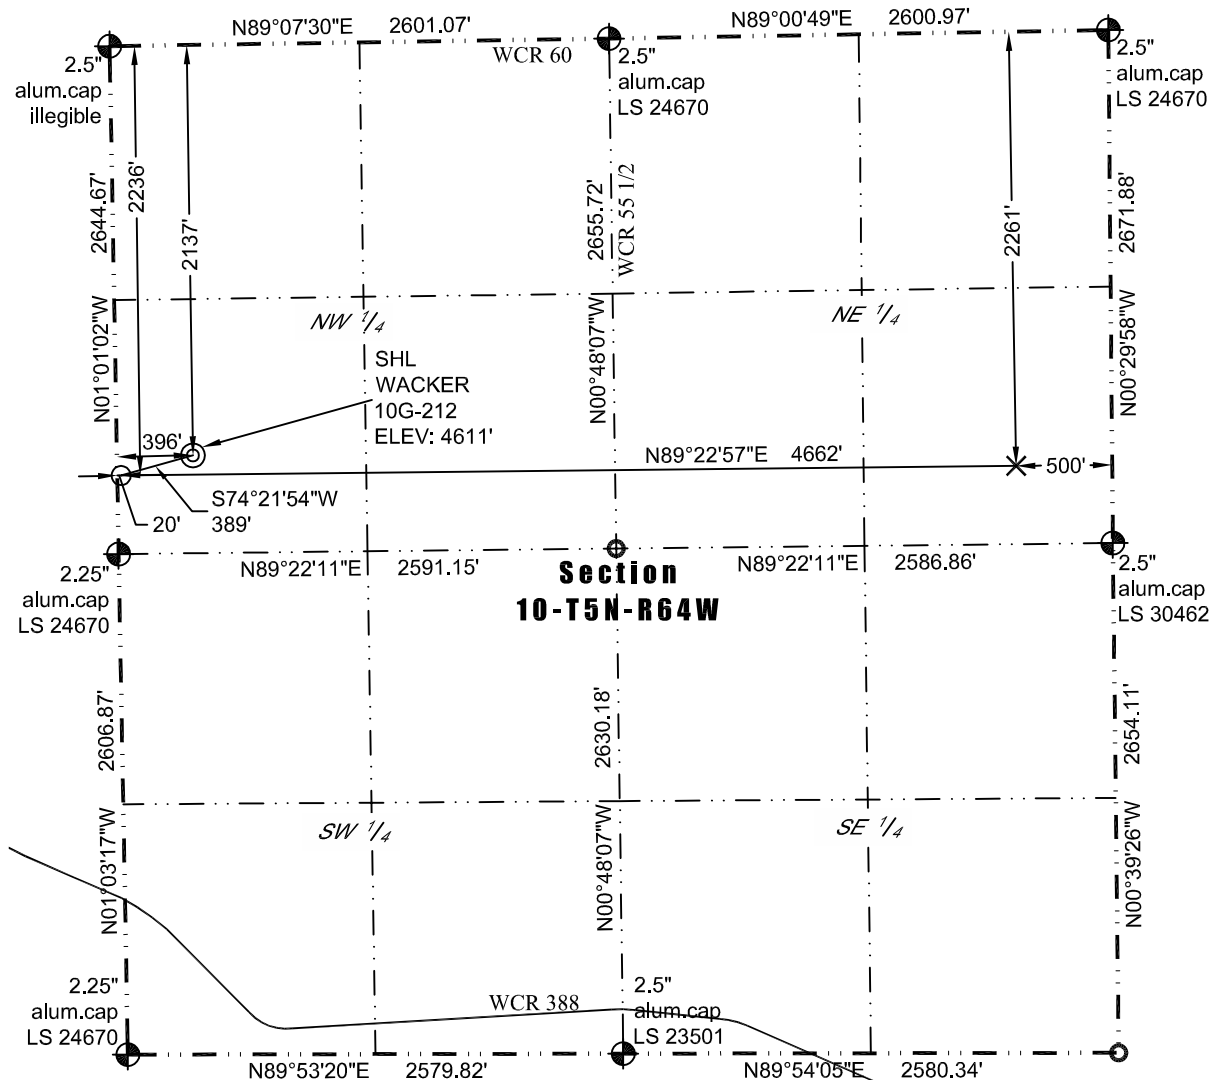 N89°07'30"E 2601.07'
N89°00'49"E 2600.97'
WCR 60
2.5"
alum.cap
illegible
2.5"
alum.cap
LS 24670
2.5"
alum.cap
LS 24670
2644.67'
2236'
2137'
2655.72'
WCR 55 1/2
2261'
2671.88'
N01°01'02"W
NW 1/4
N00°48'07"W
NE 1/4
N00°29'58"W
SHL
WACKER
10G-212
ELEV: 4611'
396'
N89°22'57"E 4662'
500'
S74°21'54"W
389'
20'
N89°22'11"E 2591.15'
N89°22'11"E 2586.86'
2.25"
alum.cap
LS 24670
Section
10-T5N-R64W
2.5"
alum.cap
LS 30462
2606.87'
2630.18'
2654.11'
N01°03'17"W
SW 1/4
N00°48'07"W
SE 1/4
N00°39'26"W
2.25"
alum.cap
LS 24670
WCR 388
2.5"
alum.cap
LS 23501
N89°53'20"E 2579.82'
N89°54'05"E 2580.34'